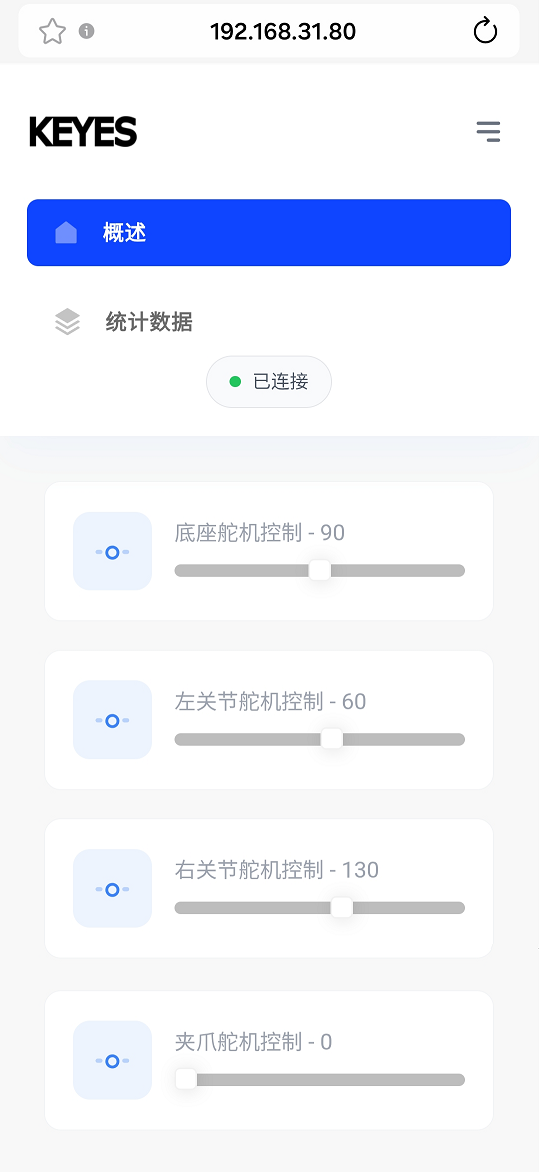 192.168.31.80
KEYES
概述
统计数据
已连接
底座舵机控制 - 90
左关节舵机控制 - 60
右关节舵机控制 - 130
夹爪舵机控制 - 0